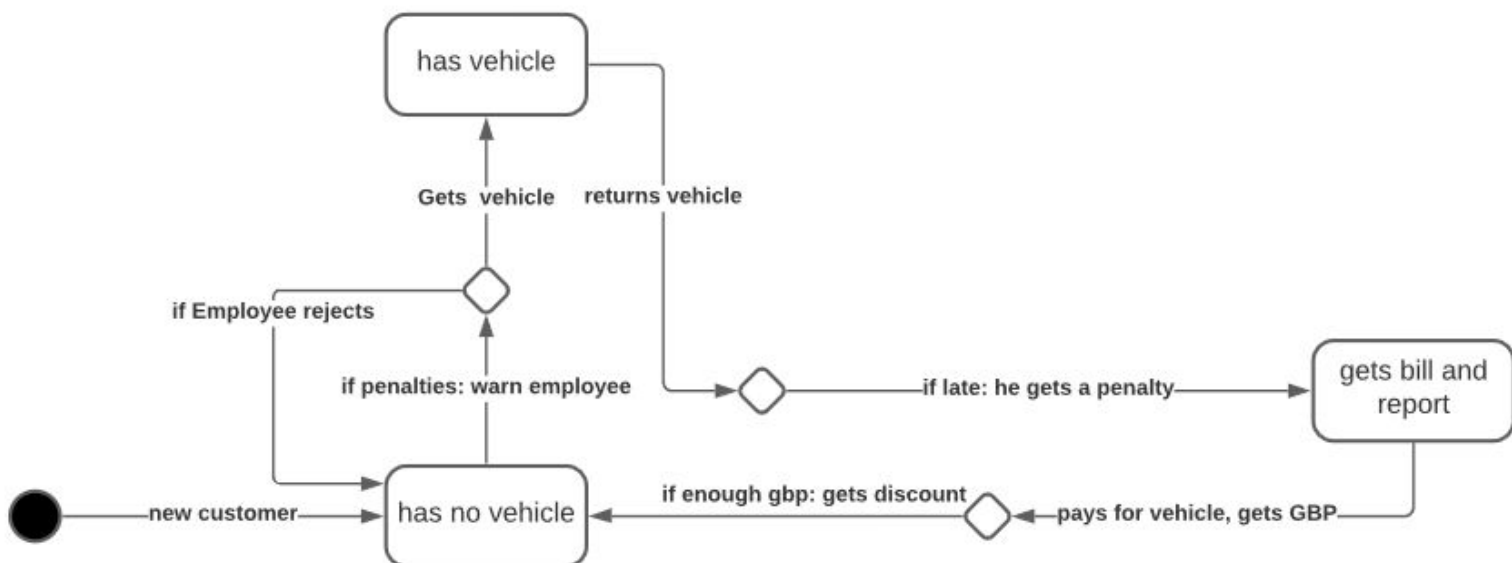 has vehicle
Gets vehicle
returns vehicle
if Employee rejects
if penalties: warn employee
if late: he gets a penalty
gets bill and
report
if enough gbp: gets discount
new customer
has no vehicle
pays for vehicle, gets GBP